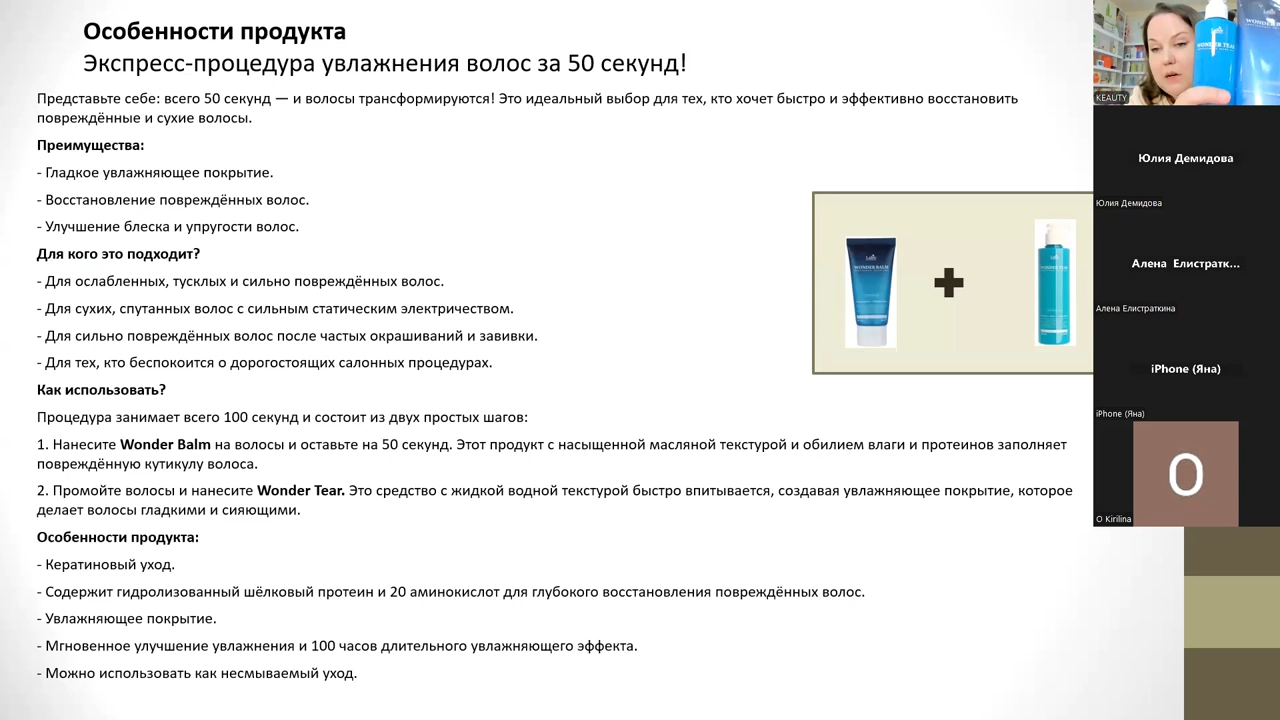 Особенности продукта
Экспресс-процедура увлажнения волос за 50 секунд!
Представьте себе: всего 50 секунд — и волосы трансформируются! Это идеальный выбор для тех, кто хочет быстро и эффективно восстановить
повреждённые и сухие волосы.
Преимущества:
- Гладкое увлажняющее покрытие.
- Восстановление повреждённых волос.
- Улучшение блеска и упругости волос.
Для кого это подходит?
- Для ослабленных, тусклых и сильно повреждённых волос.
- Для сухих, спутанных волос с сильным статическим электричеством.
- Для сильно повреждённых волос после частых окрашиваний и завивки.
- Для тех, кто беспокоится о дорогостоящих салонных процедурах.
Как использовать?
Процедура занимает всего 100 секунд и состоит из двух простых шагов:
1. Нанесите Wonder Balm на волосы и оставьте на 50 секунд. Этот продукт с насыщенной масляной текстурой и обилием влаги и протеинов заполняет
повреждённую кутикулу волоса.
2. Промойте волосы и нанесите Wonder Tear. Это средство с жидкой водной текстурой быстро впитывается, создавая увлажняющее покрытие, которое
делает волосы гладкими и сияющими.
Особенности продукта:
- Кератиновый уход.
- Содержит гидролизованный шёлковый протеин и 20 аминокислот для глубокого восстановления повреждённых волос.
- Увлажняющее покрытие.
- Мгновенное улучшение увлажнения и 100 часов длительного увлажняющего эффекта.
- Можно использовать как несмываемый уход.
WONDER BALM
WONDER TEAR
WONDER TEAR
WONDER
KEAUTY
Юлия Демидова
Юлия Демидова
Алена Елистратк...
Алена Елистраткина
iPhone (Яна)
iPhone (Яна)
O
O Kirilina